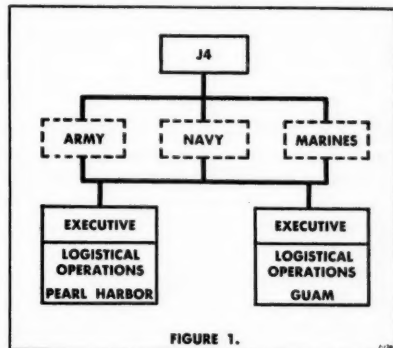 J4
ARMY
NAVY
MARINES
EXECUTIVE
LOGISTICAL
OPERATIONS
PEARL HARBOR
EXECUTIVE
LOGISTICAL
OPERATIONS
GUAM
FIGURE 1.